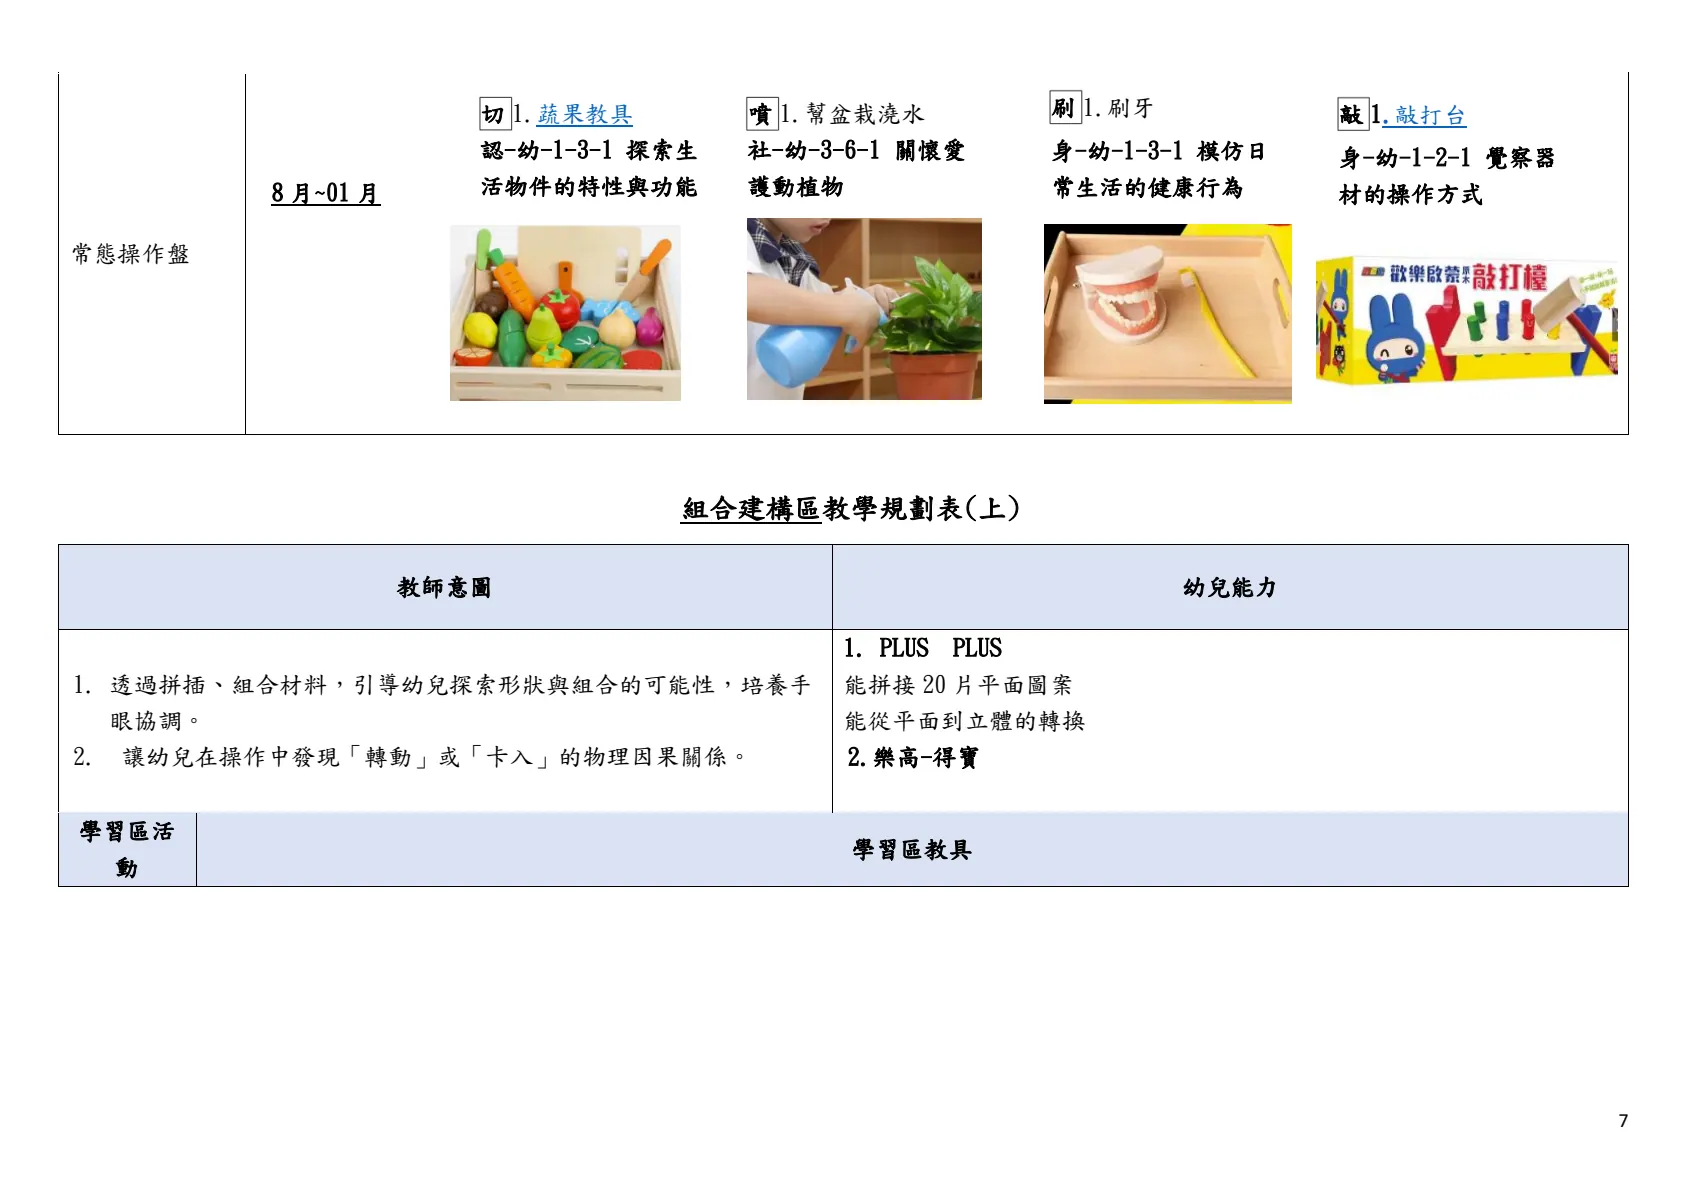 常態操作盤
8 月~01 月
切 1.蔬果教具
認-幼-1-3-1 探索生
活物件的特性與功能
噴 1.幫盆栽澆水
社-幼-3-6-1 關懷愛
護動植物
刷 1.刷牙
身-幼-1-3-1 模仿日
常生活的健康行為
敲 1.敲打台
身-幼-1-2-1 覺察器
材的操作方式
歡樂啟蒙原木敲打檯
組合建構區教學規劃表(上)
教師意圖
幼兒能力
1. 透過拼插、組合材料，引導幼兒探索形狀與組合的可能性，培養手
眼協調。
2. 讓幼兒在操作中發現「轉動」或「卡入」的物理因果關係。
1. PLUS PLUS
能拼接 20 片平面圖案
能從平面到立體的轉換
2.樂高-得寶
學習區活
動
學習區教具
7